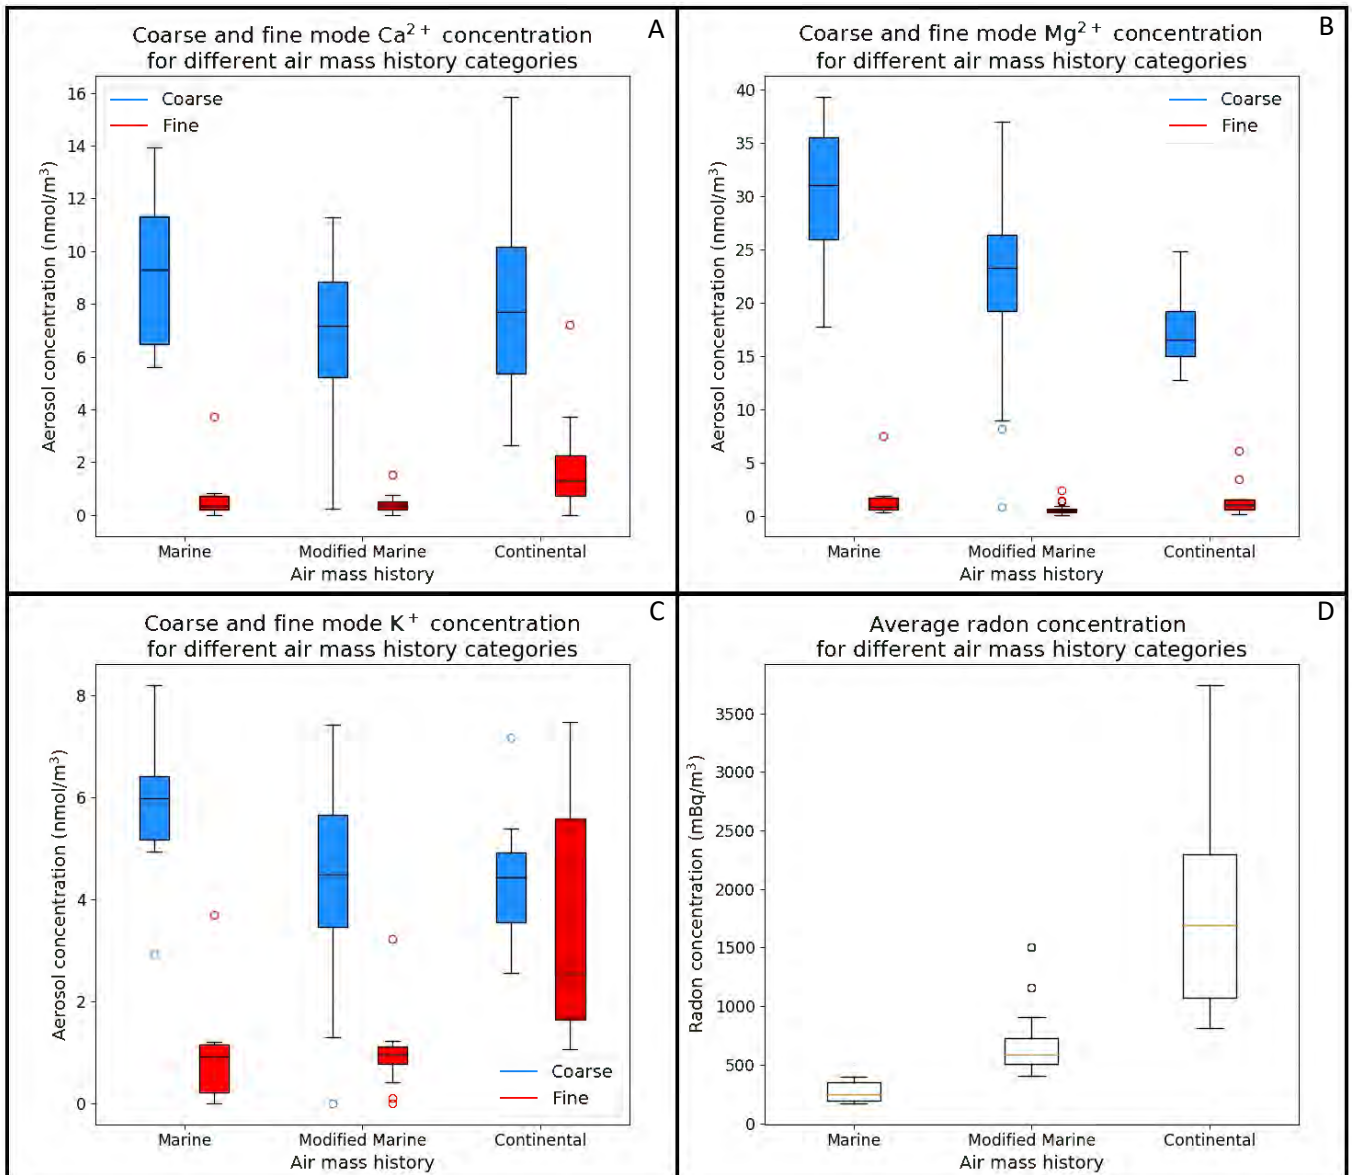 Coarse and fine mode Ca²⁺ concentration
for different air mass history categories
A
Aerosol concentration (nmol/m³)
16
14
12
10
8
6
4
2
0
Coarse
Fine
Marine
Modified Marine
Continental
Air mass history
Coarse and fine mode Mg²⁺ concentration
for different air mass history categories
B
Aerosol concentration (nmol/m³)
40
35
30
25
20
15
10
5
0
Coarse
Fine
Marine
Modified Marine
Continental
Air mass history
Coarse and fine mode K⁺ concentration
for different air mass history categories
C
Aerosol concentration (nmol/m³)
8
6
4
2
0
Coarse
Fine
Marine
Modified Marine
Continental
Air mass history
Average radon concentration
for different air mass history categories
D
Radon concentration (mBq/m³)
3500
3000
2500
2000
1500
1000
500
0
Marine
Modified Marine
Continental
Air mass history